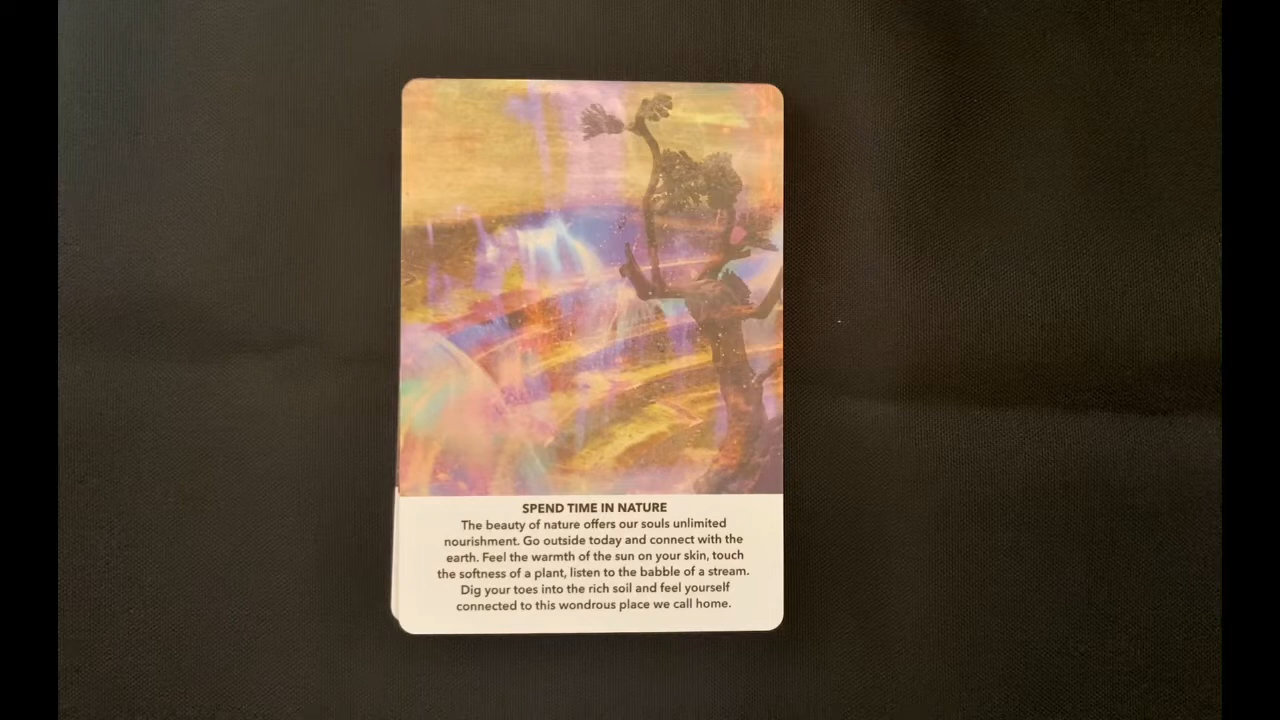 SPEND TIME IN NATURE
The beauty of nature offers our souls unlimited
nourishment. Go outside today and connect with the
earth. Feel the warmth of the sun on your skin, touch
the softness of a plant, listen to the babble of a stream.
Dig your toes into the rich soil and feel yourself
connected to this wondrous place we call home.